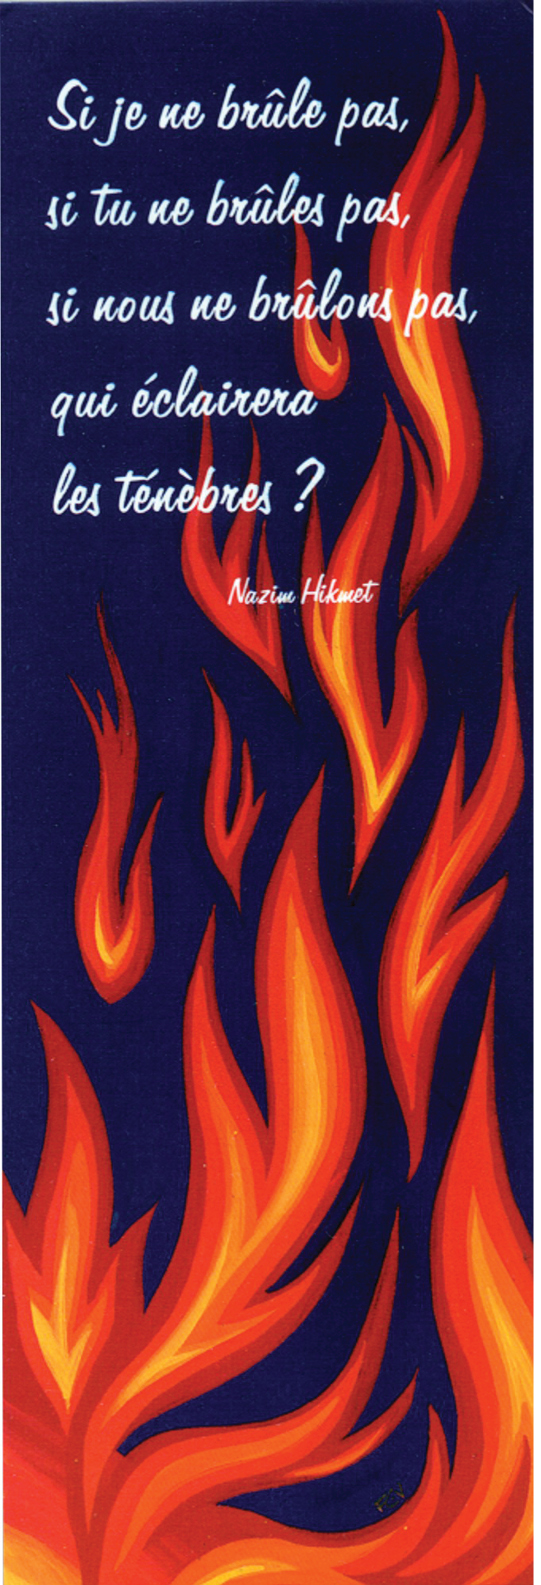 Si je ne brûle pas,
si tu ne brûles pas,
si nous ne brûlons pas,
qui éclairera
les ténèbres ?
Nazim Hikmet